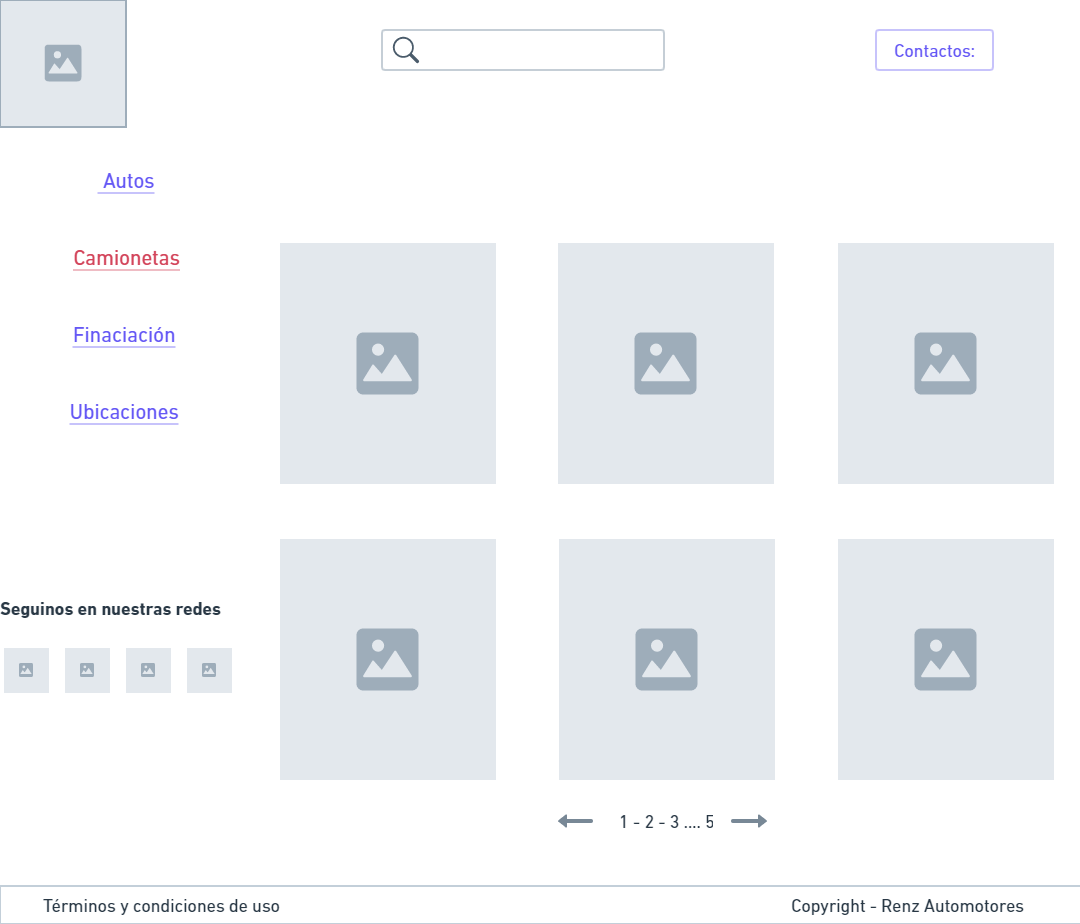 Contactos:
Autos
Camionetas
Finaciación
Ubicaciones
Seguinos en nuestras redes
1 - 2 - 3 .... 5
Términos y condiciones de uso
Copyright - Renz Automotores